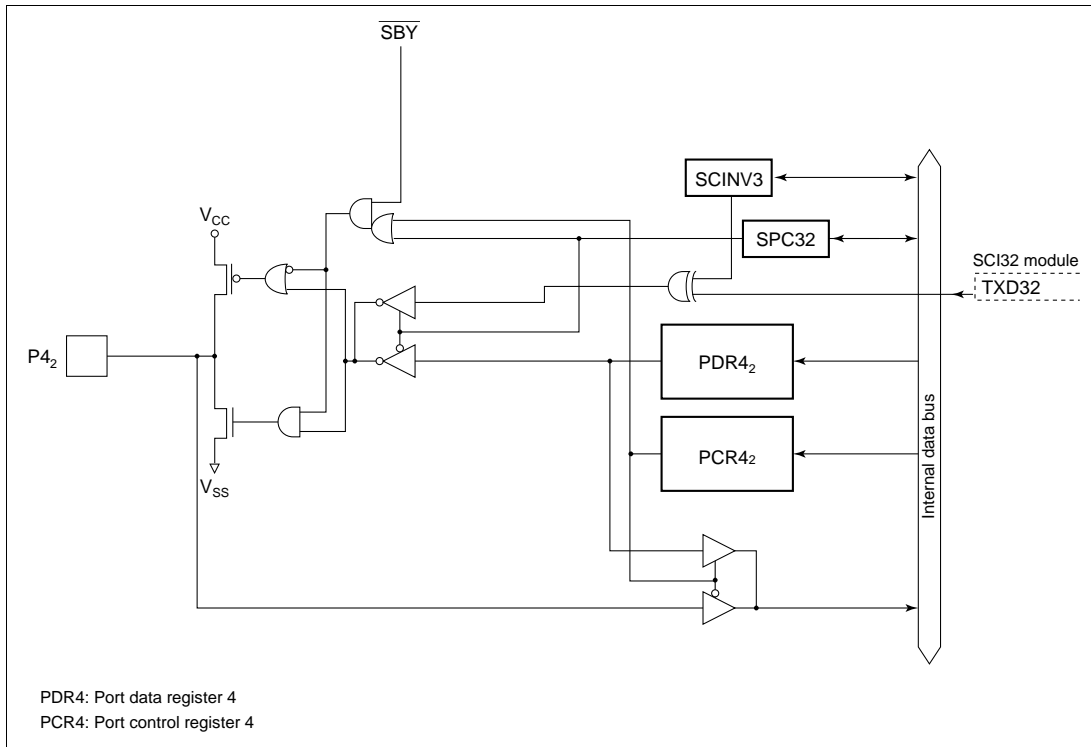 SBY
SCINV3
VCC
SPC32
SCI32 module
TXD32
P42
PDR42
PCR42
VSS
Internal data bus
PDR4: Port data register 4
PCR4: Port control register 4